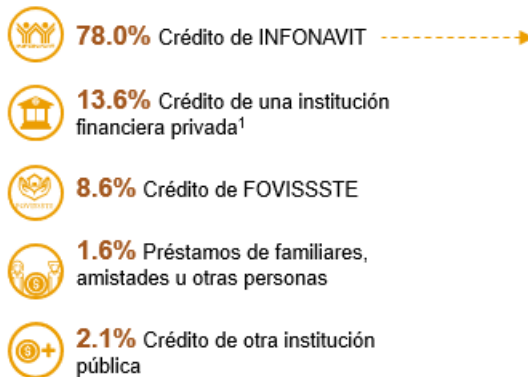 78.0% Crédito de INFONAVIT
13.6% Crédito de una institución
financiera privada¹
8.6% Crédito de FOVISSSTE
1.6% Préstamos de familiares,
amistades u otras personas
2.1% Crédito de otra institución
pública